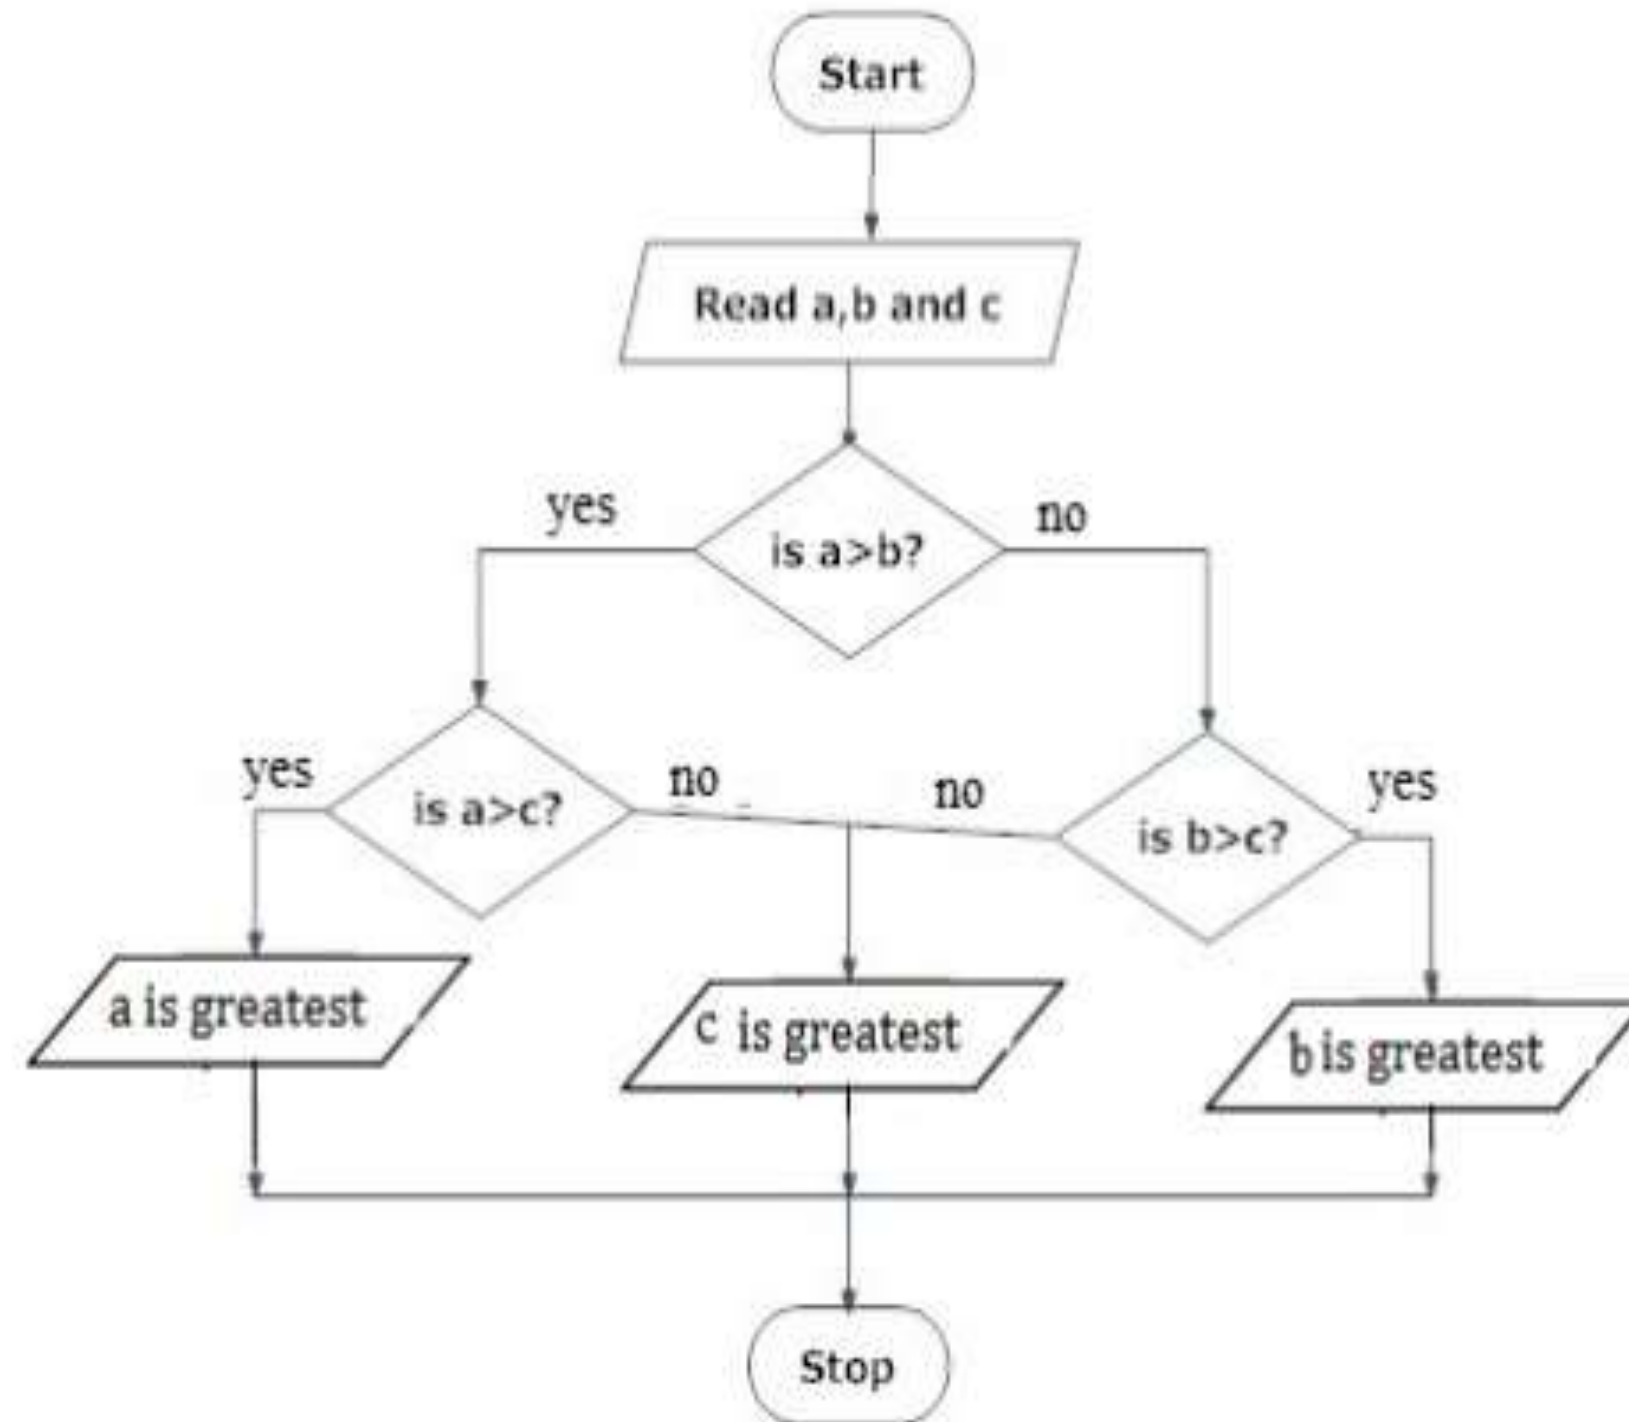 Start
Read a,b and c
is a>b?
yes
no
is a>c?
yes
no
is b>c?
no
yes
a is greatest
c is greatest
b is greatest
Stop